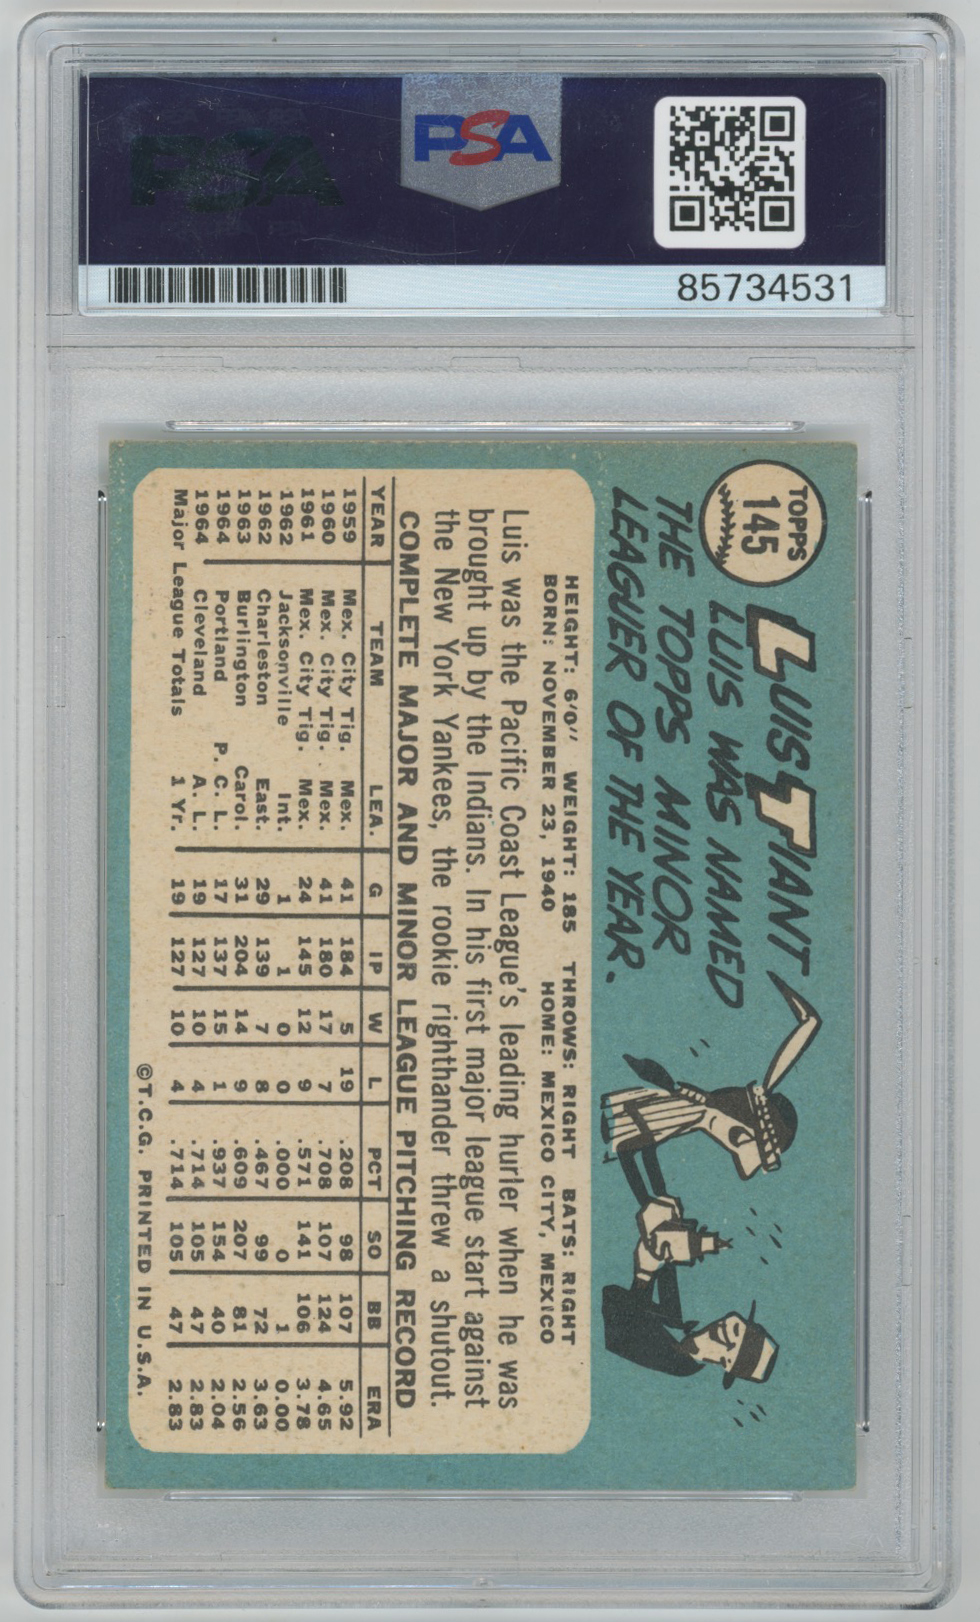 PSA
PSA
85734531
TOPPS
145
LUIS TIANT
LUIS WAS NAMED
THE TOPPS MINOR
LEAGUER OF THE YEAR.
HEIGHT: 6'0" WEIGHT: 185 THROWS: RIGHT BATS: RIGHT
BORN: NOVEMBER 23, 1940 HOME: MEXICO CITY, MEXICO
Luis was the Pacific Coast League's leading hurler when he was
brought up by the Indians. In his first major league start against
the New York Yankees, the rookie righthander threw a shutout.
COMPLETE MAJOR AND MINOR LEAGUE PITCHING RECORD
YEAR TEAM LEA. G IP W L PCT SO BB ERA
1959 Mex. City Tig. Mex. 41 184 5 19 .208 98 107 5.92
1960 Mex. City Tig. Mex. 41 180 17 7 .708 107 124 4.65
1961 Mex. City Tig. Mex. 24 145 12 9 .571 141 106 3.78
1962 Jacksonville Int. 1 1 0 0 .000 0 1 0.00
1962 Charleston East. 29 139 7 8 .467 99 72 3.63
1963 Burlington Carol. 31 204 14 9 .609 207 81 2.56
1964 Portland P. C. L. 17 137 15 1 .937 154 40 2.04
1964 Cleveland A. L. 19 127 10 4 .714 105 47 2.83
Major League Totals 1 Yr. 19 127 10 4 .714 105 47 2.83
©T.C.G. PRINTED IN U.S.A.